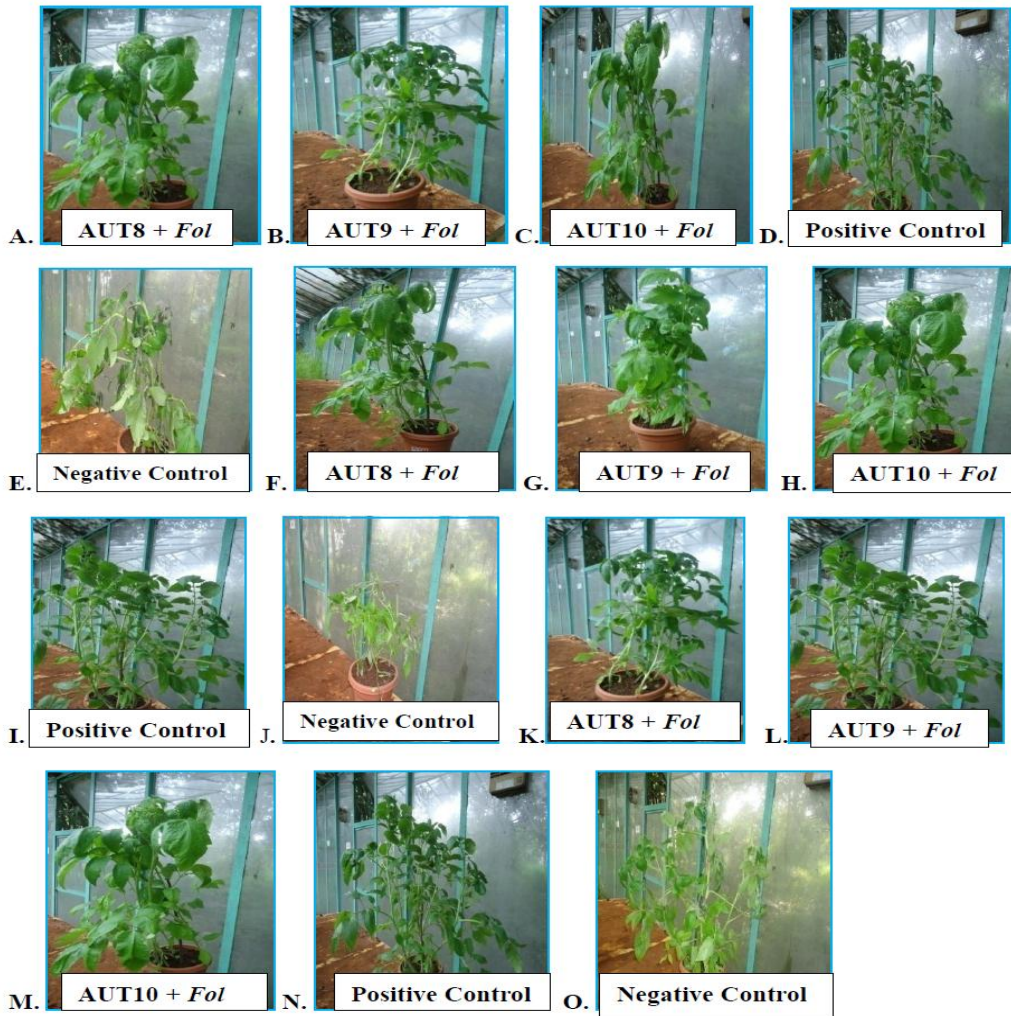 A. AUT8 + Fol
B. AUT9 + Fol
C. AUT10 + Fol
D. Positive Control
E. Negative Control
F. AUT8 + Fol
G. AUT9 + Fol
H. AUT10 + Fol
I. Positive Control
J. Negative Control
K. AUT8 + Fol
L. AUT9 + Fol
M. AUT10 + Fol
N. Positive Control
O. Negative Control